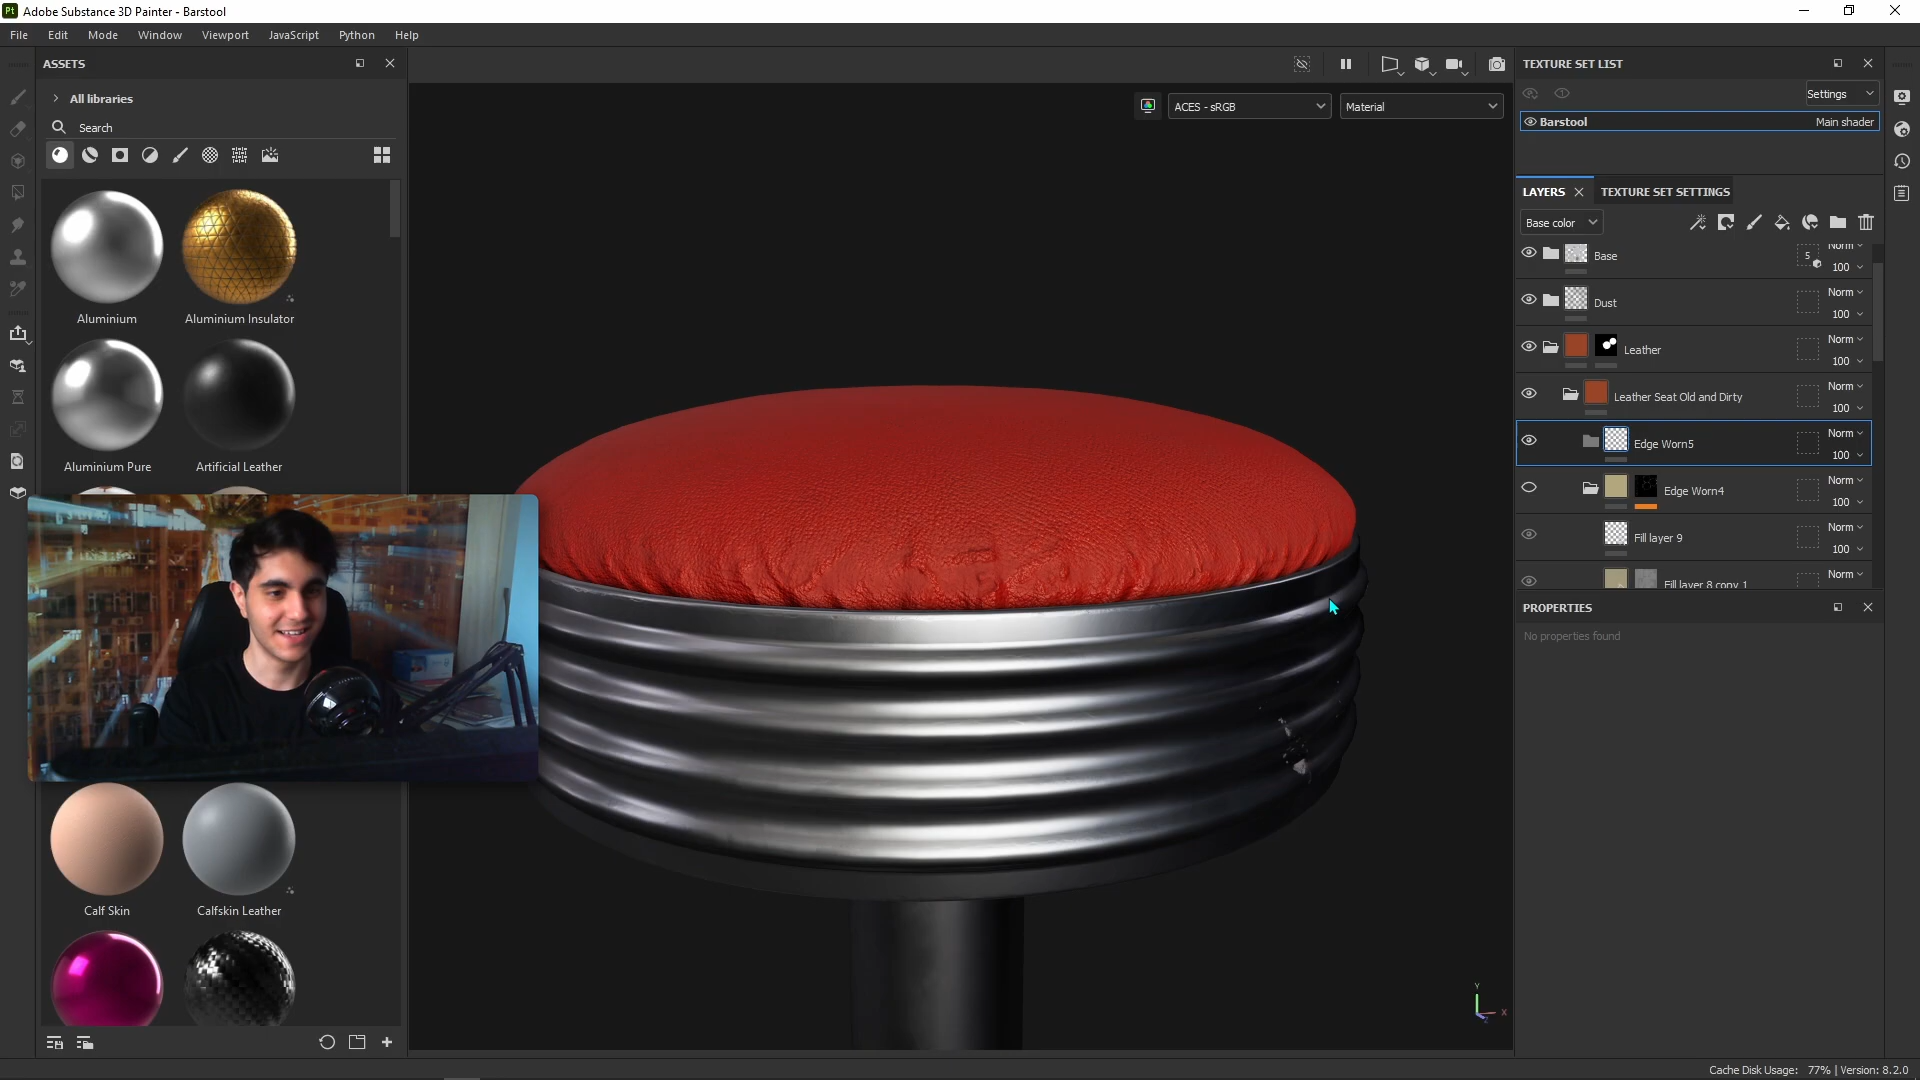 Pt Adobe Substance 3D Painter - Barstool
File Edit Mode Window Viewport JavaScript Python Help
ASSETS
All libraries
Search
Aluminium
Aluminium Insulator
Aluminium Pure
Artificial Leather
Calf Skin
Calfskin Leather
ACES - sRGB
Material
Y
X
Z
TEXTURE SET LIST
Settings
Barstool Main shader
LAYERS
TEXTURE SET SETTINGS
Base color
Base 5 Norm
100
Dust Norm
100
Leather Norm
100
Leather Seat Old and Dirty Norm
100
Edge Worn5 Norm
100
Edge Worn4 Norm
100
Fill layer 9 Norm
100
Fill layer 8 copy 1 Norm
PROPERTIES
No properties found
Cache Disk Usage: 77% | Version: 8.2.0